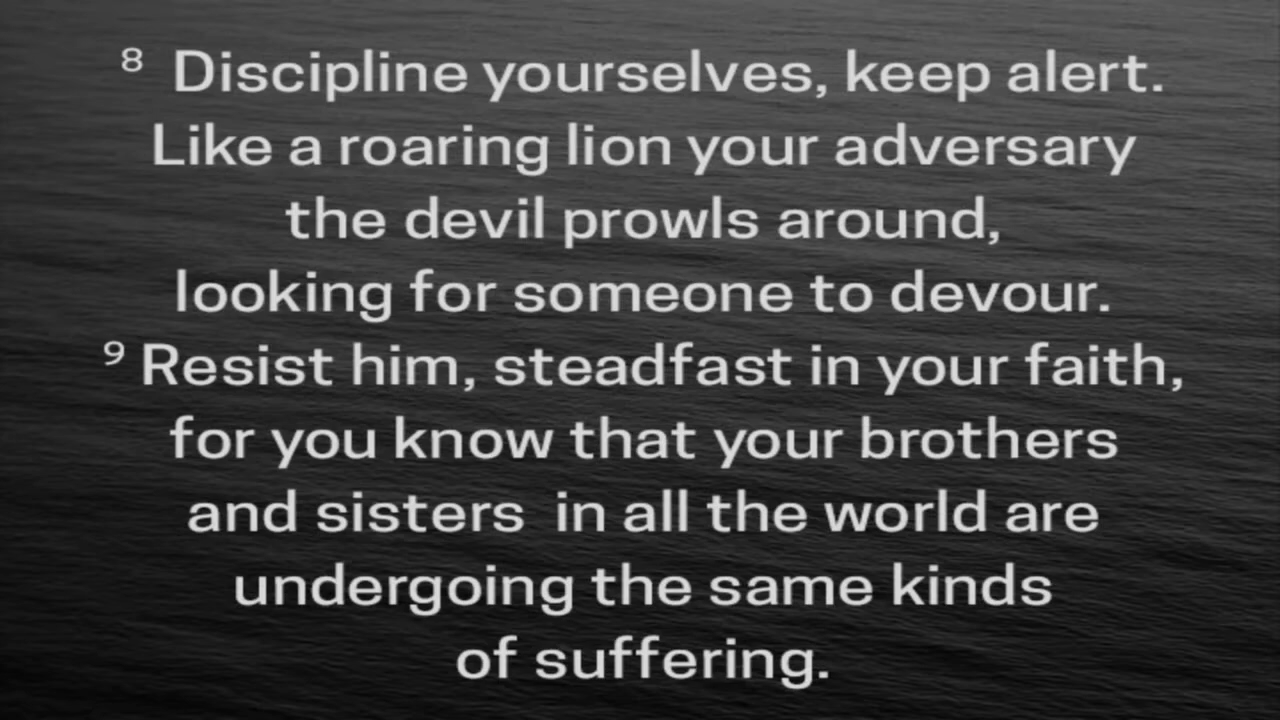 ⁸ Discipline yourselves, keep alert.
Like a roaring lion your adversary
the devil prowls around,
looking for someone to devour.
⁹ Resist him, steadfast in your faith,
for you know that your brothers
and sisters  in all the world are
undergoing the same kinds
of suffering.